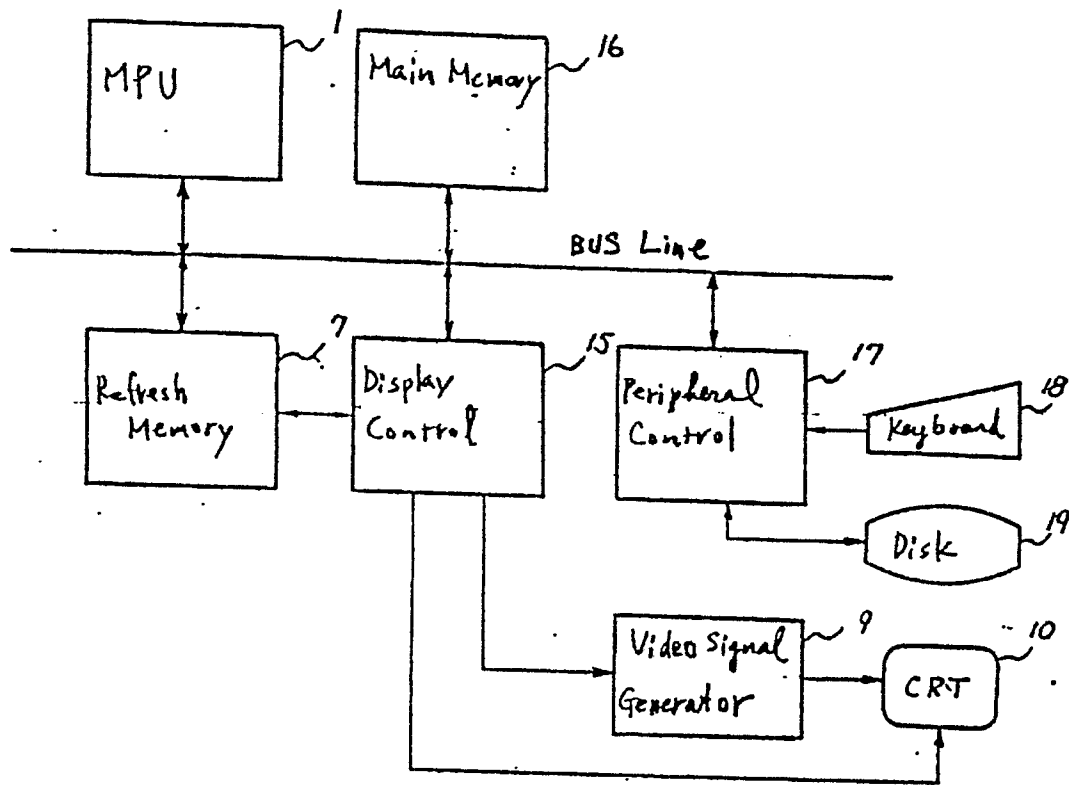 1
MPU
16
Main Memory
BUS Line
7
Refresh
Memory
15
Display
Control
17
Peripheral
Control
18
Keyboard
19
Disk
9
Video Signal
Generator
10
CRT